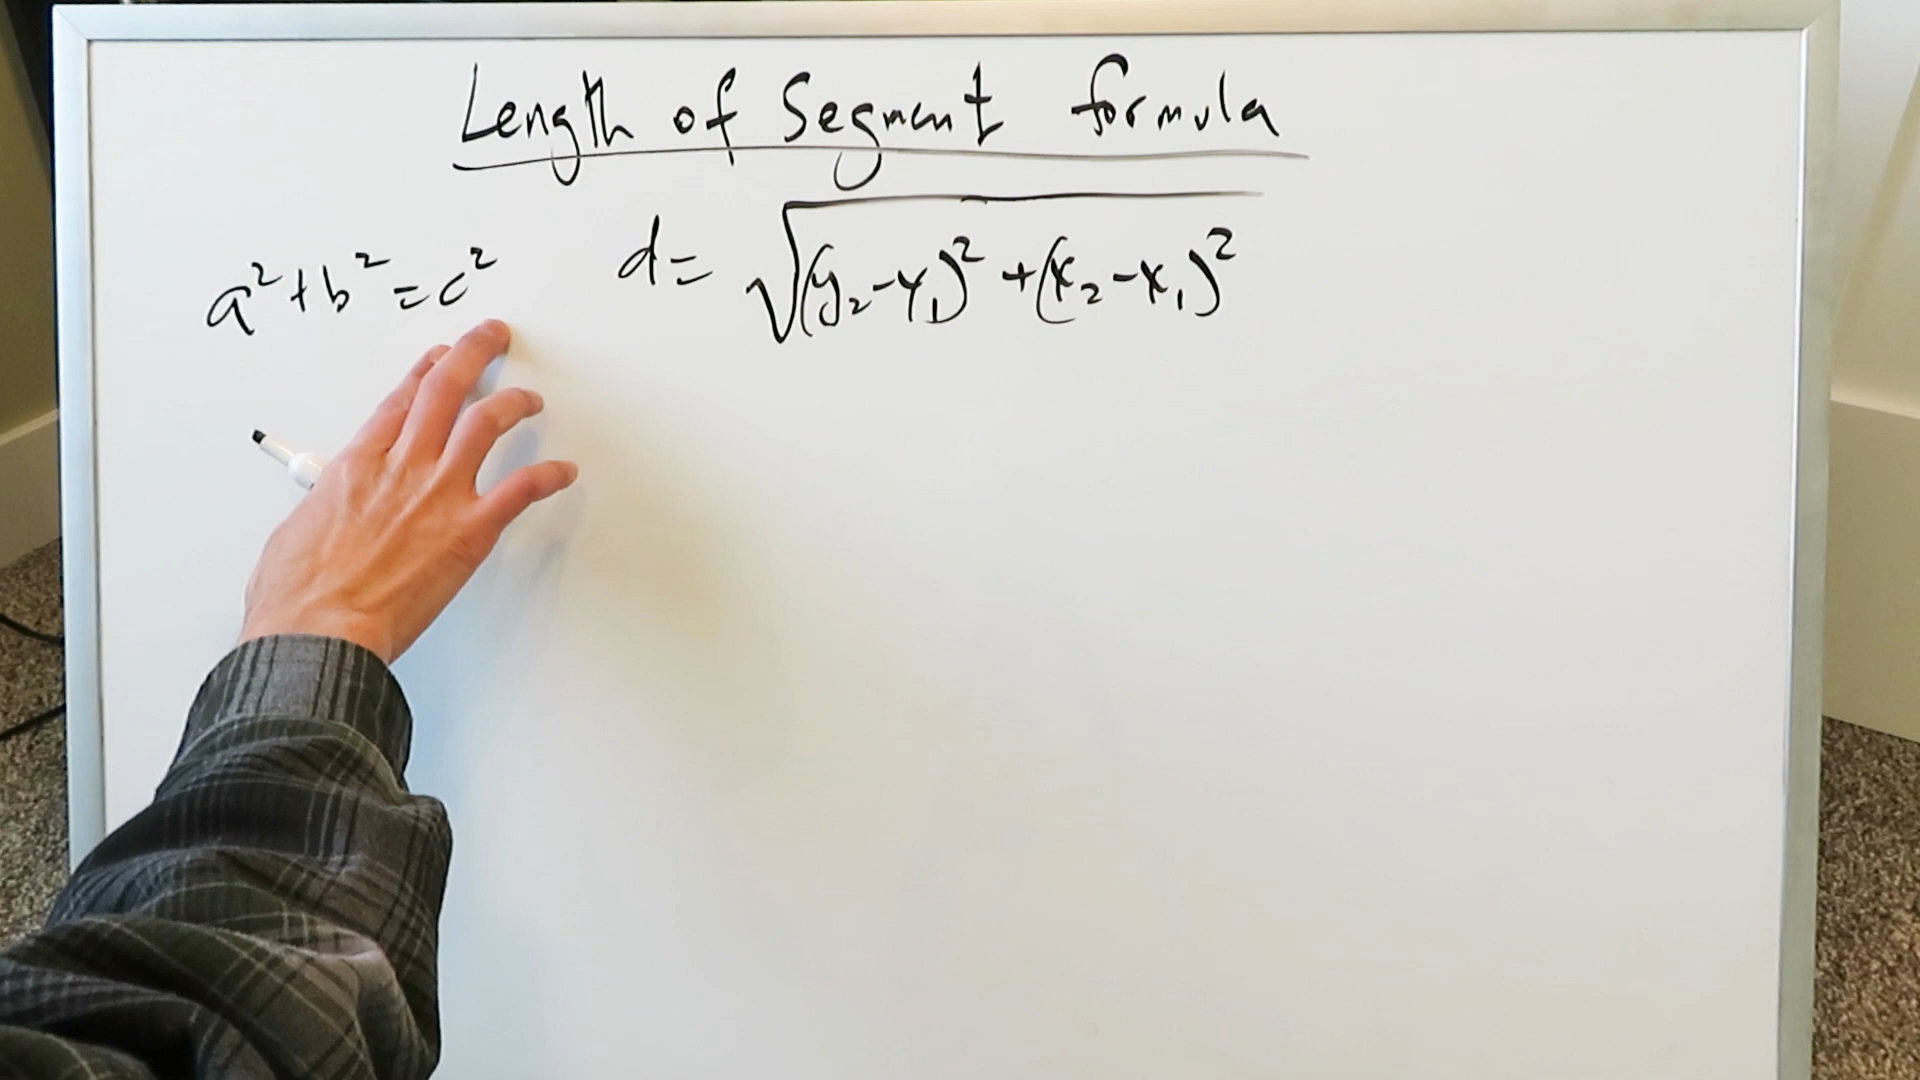 Length of Segment formula
a²+b²=c² d= √(y₂-y₁)²+(x₂-x₁)²